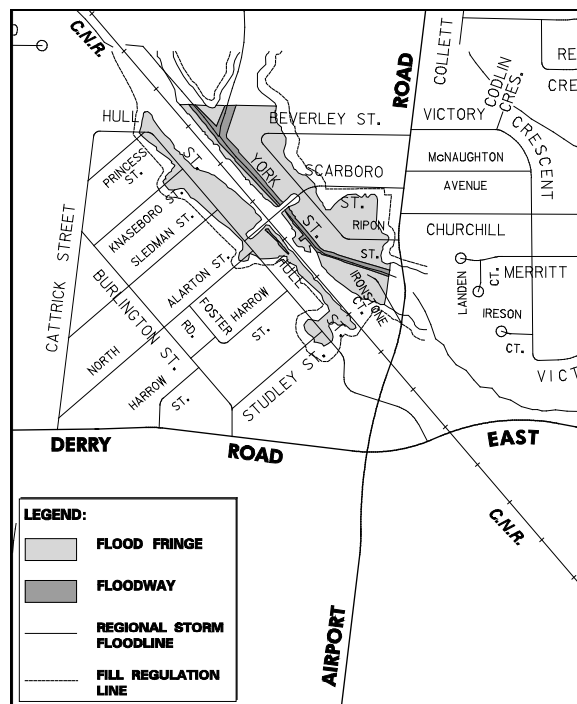 C.N.R.
ROAD
COLLETT
RE
CRE
CODLIN
CRES.
HULL
ST.
BEVERLEY ST.
VICTORY
CRESCENT
PRINCESS
ST.
YORK
ST.
SCARBORO
ST.
McNAUGHTON
AVENUE
KNASEBORO ST.
SLEDMAN ST.
RIPON
ST.
CHURCHILL
CATTRICK STREET
BURLINGTON ST.
ALARTON ST.
HULL
ST.
IRONSTONE
CT.
LANDEN
CT.
MERRITT
NORTH
RD.
FOSTER
HARROW
ST.
IRESON
CT.
HARROW
ST.
STUDLEY ST.
VICT
DERRY
ROAD
EAST
C.N.R.
AIRPORT
LEGEND:
FLOOD FRINGE
FLOODWAY
REGIONAL STORM
FLOODLINE
FILL REGULATION
LINE